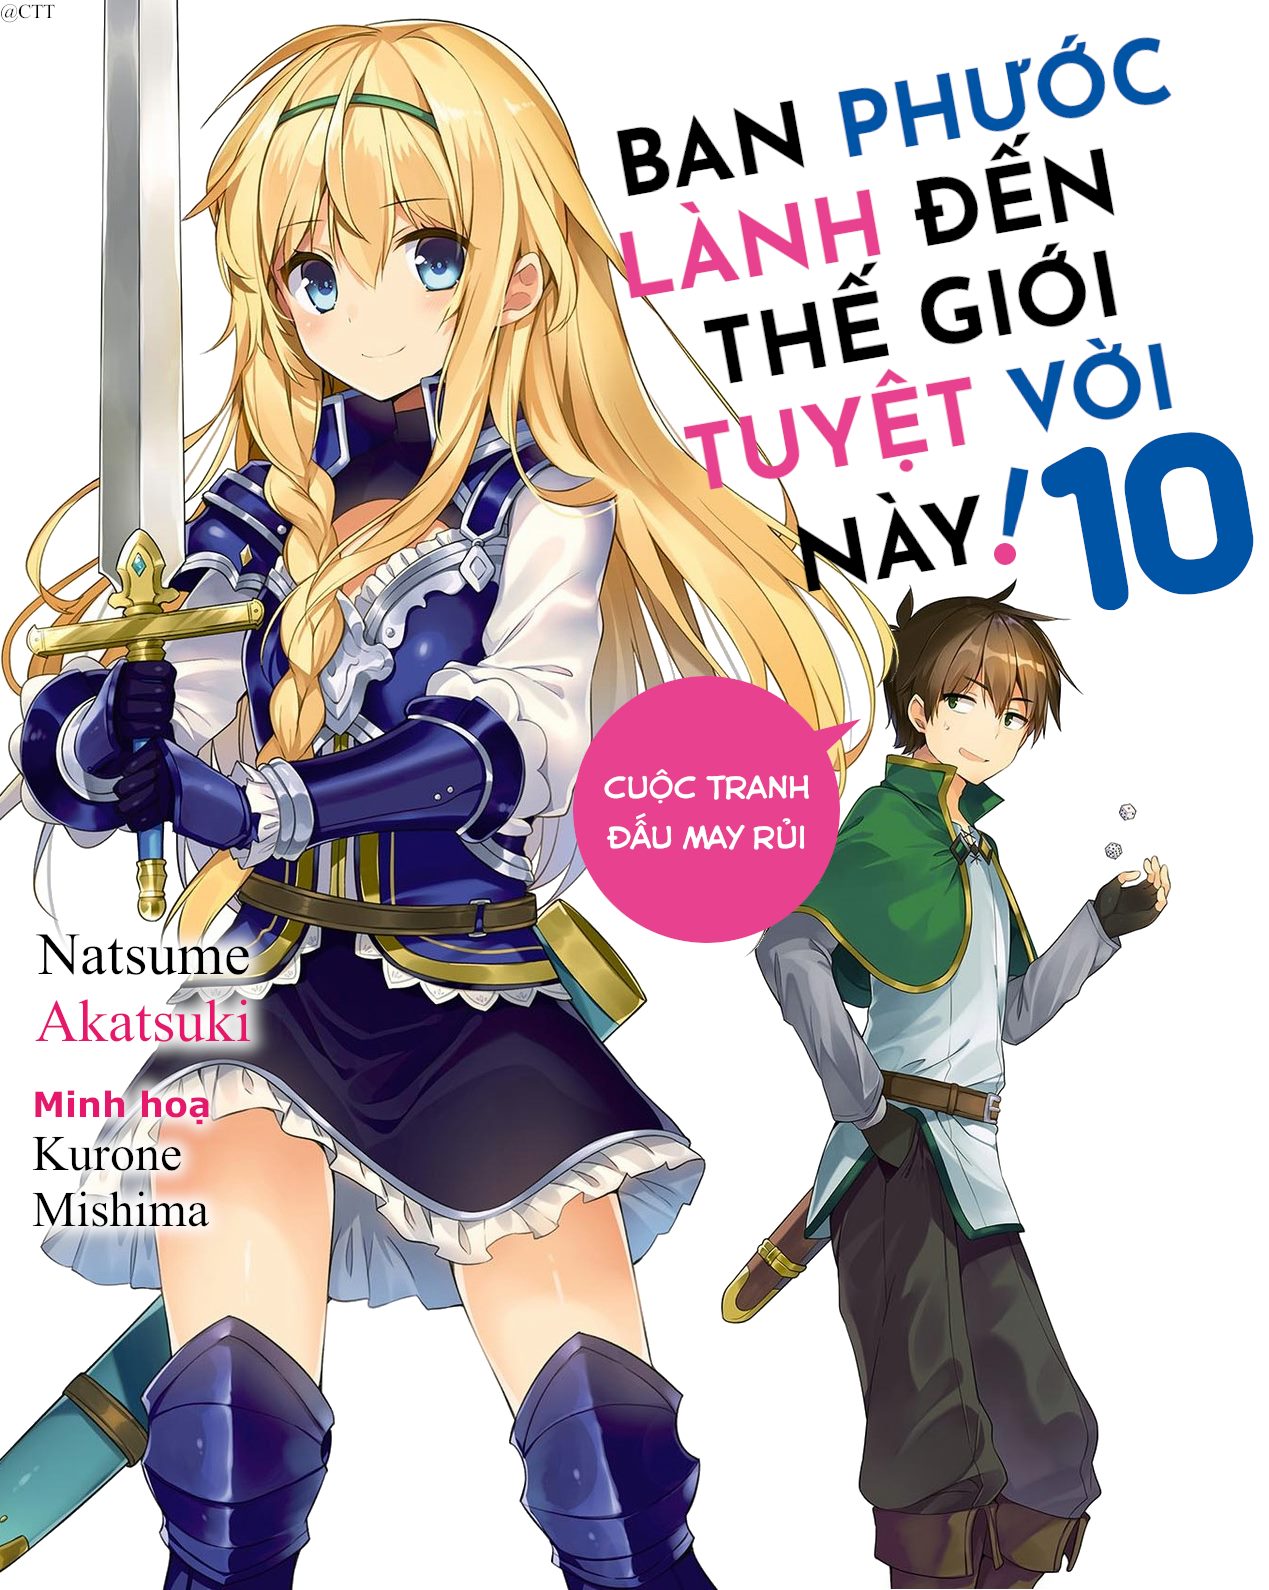 @CTT
BAN PHƯỚC
LÀNH ĐẾN
THẾ GIỚI
TUYỆT VỜI
NÀY! 10
CUỘC TRANH
ĐẤU MAY RỦI
Natsume
Akatsuki
Minh hoạ
Kurone
Mishima